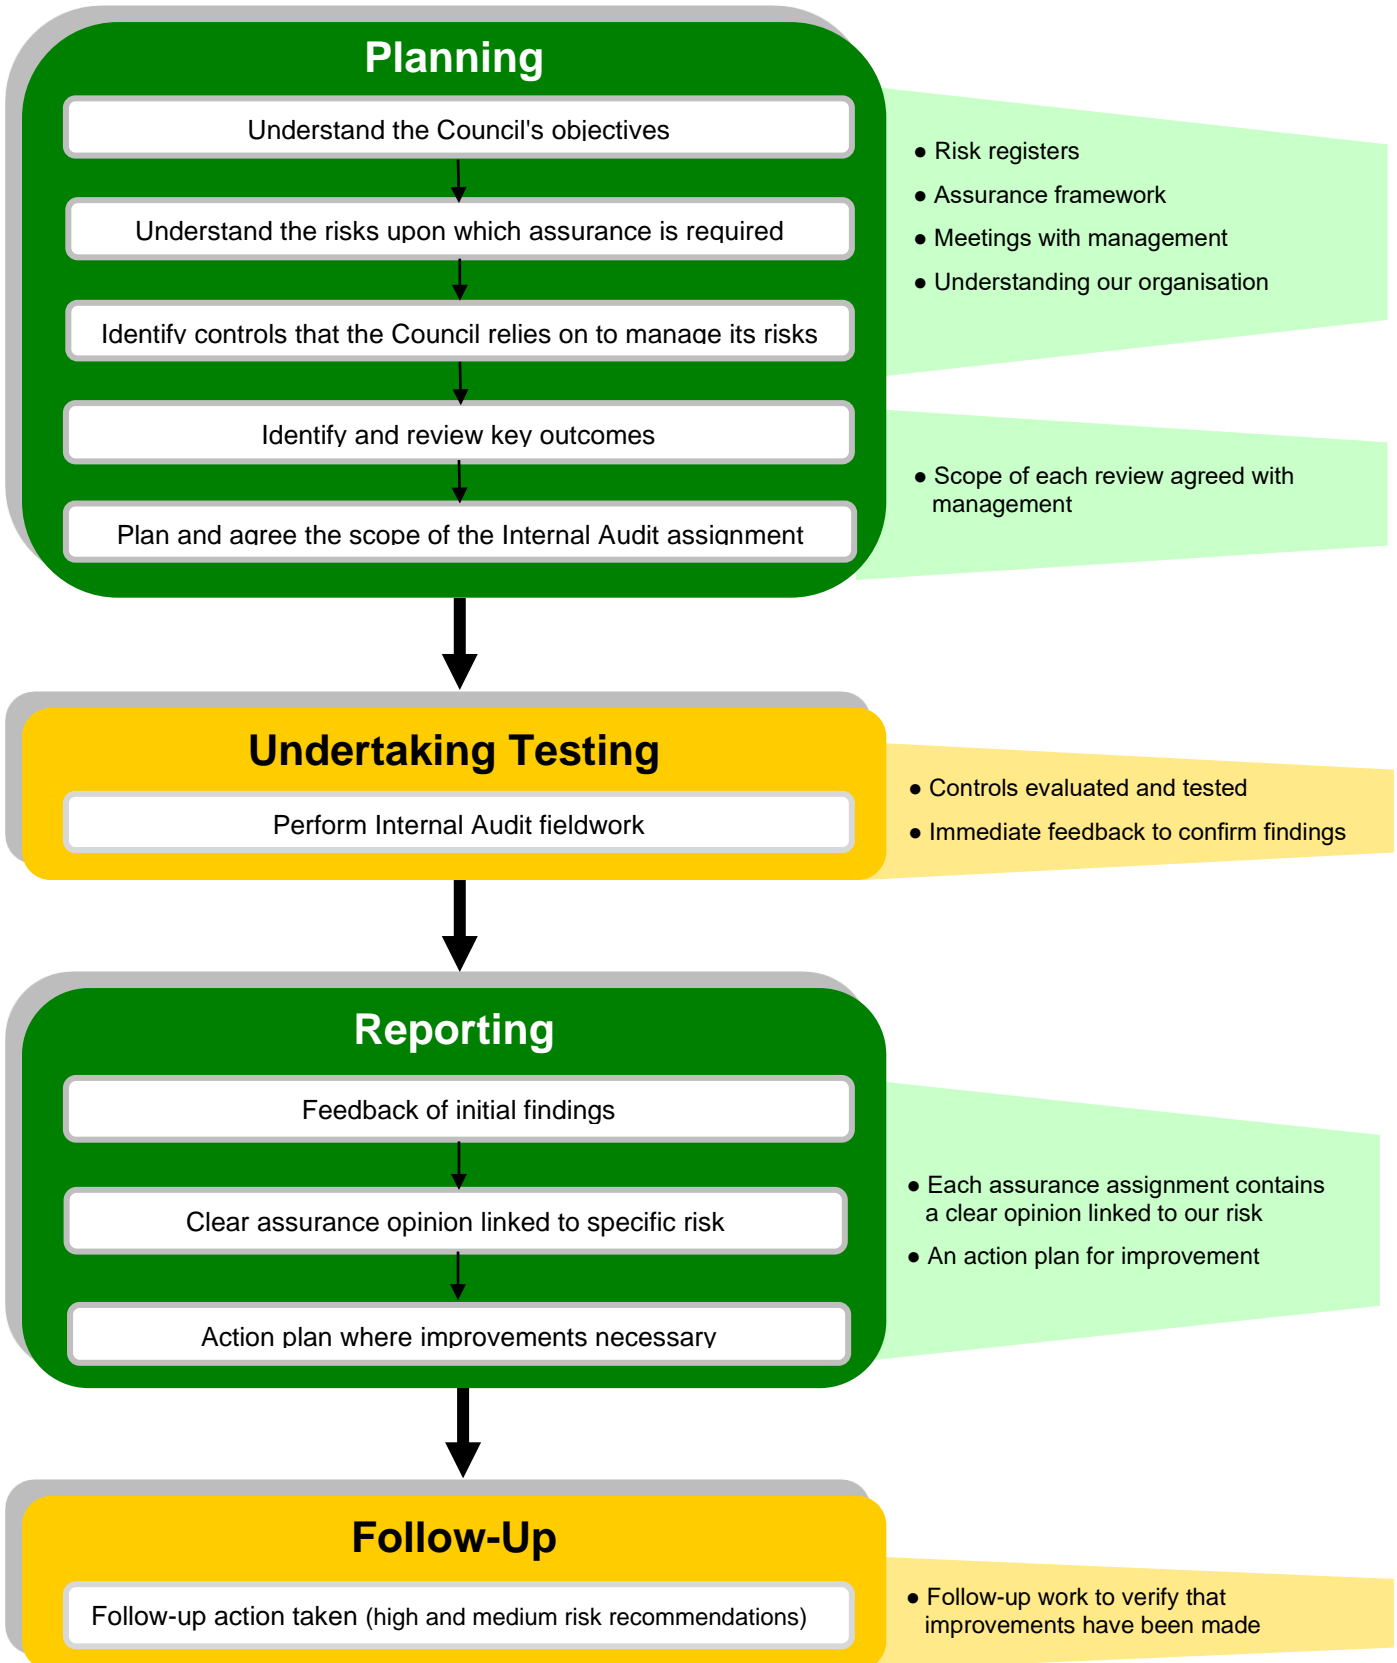 Planning
Understand the Council's objectives
Understand the risks upon which assurance is required
Identify controls that the Council relies on to manage its risks
Identify and review key outcomes
Plan and agree the scope of the Internal Audit assignment
● Risk registers
● Assurance framework
● Meetings with management
● Understanding our organisation
● Scope of each review agreed with
management
Undertaking Testing
Perform Internal Audit fieldwork
● Controls evaluated and tested
● Immediate feedback to confirm findings
Reporting
Feedback of initial findings
Clear assurance opinion linked to specific risk
Action plan where improvements necessary
● Each assurance assignment contains
a clear opinion linked to our risk
● An action plan for improvement
Follow-Up
Follow-up action taken (high and medium risk recommendations)
● Follow-up work to verify that
improvements have been made